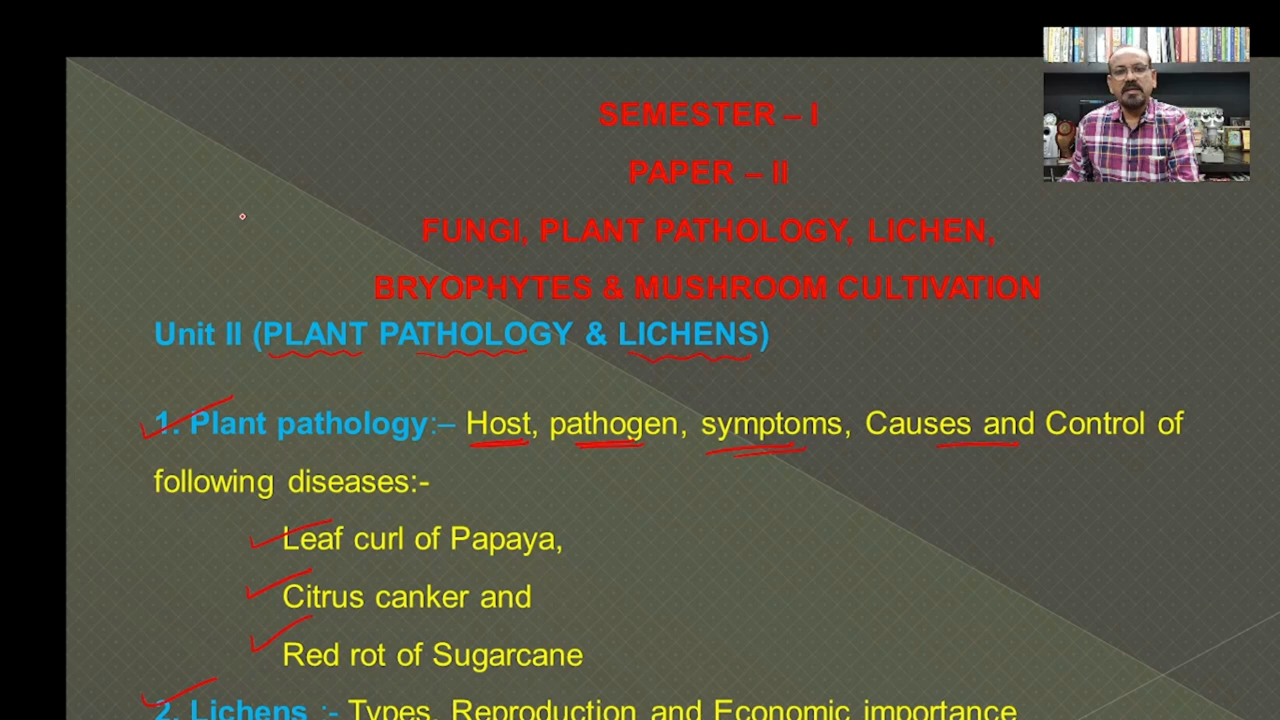 SEMESTER – I
PAPER – II
FUNGI, PLANT PATHOLOGY, LICHEN,
BRYOPHYTES & MUSHROOM CULTIVATION
Unit II (PLANT PATHOLOGY & LICHENS)
1. Plant pathology:– Host, pathogen, symptoms, Causes and Control of
following diseases:-
Leaf curl of Papaya,
Citrus canker and
Red rot of Sugarcane
2. Lichens :- Types, Reproduction and Economic importance